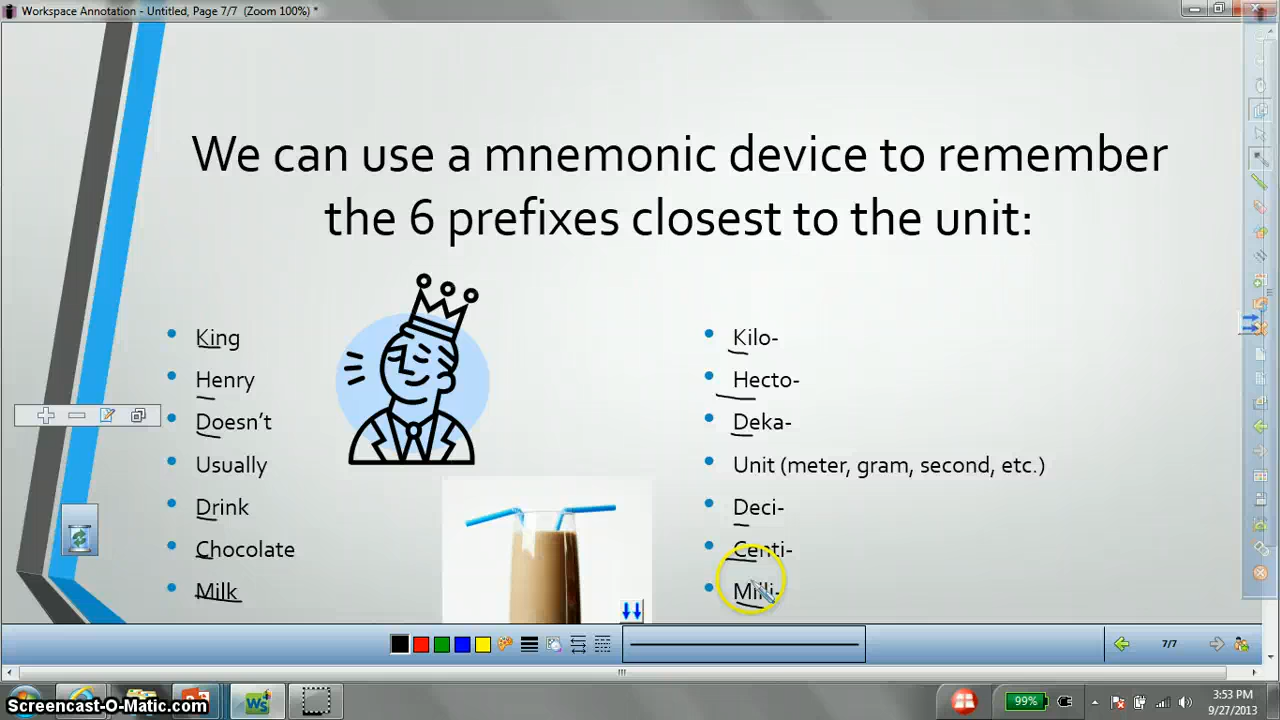 Workspace Annotation - Untitled, Page 7/7 (Zoom 100%) *
We can use a mnemonic device to remember
the 6 prefixes closest to the unit:
King
Henry
Doesn't
Usually
Drink
Chocolate
Milk
Kilo-
Hecto-
Deka-
Unit (meter, gram, second, etc.)
Deci-
Centi-
Milli-
7/7
Screencast-O-Matic.com
99%
3:53 PM
9/27/2013